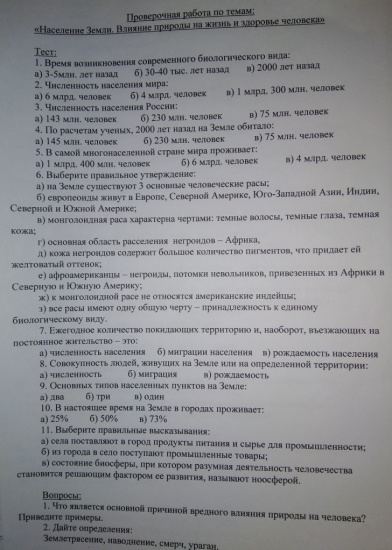 Проверочная работа по темам:
«Население Земли. Влияние природы на жизнь и здоровье человека»
Тест:
1. Время возникновения современного биологического вида:
а) 3-5млн. лет назад б) 30-40 тыс. лет назад в) 2000 лет назад
2. Численность населения мира:
а) 6 млрд. человек б) 4 млрд. человек в) 1 млрд. 300 млн. человек
3. Численность населения России:
а) 143 млн. человек б) 230 млн. человек в) 75 млн. человек
4. По расчетам ученых, 2000 лет назад на Земле обитало:
а) 145 млн. человек б) 230 млн. человек в) 75 млн. человек
5. В самой многонаселенной стране мира проживает:
а) 1 млрд. 400 млн. человек б) 6 млрд. человек в) 4 млрд. человек
6. Выберите правильное утверждение:
а) на Земле существуют 3 основные человеческие расы;
б) европеоиды живут в Европе, Северной Америке, Юго-Западной Азии, Индии,
Северной и Южной Америке;
в) монголоидная раса характерна чертами: темные волосы, темные глаза, темная
кожа;
г) основная область расселения негроидов – Африка,
д) кожа негроидов содержит большое количество пигментов, что придает ей
желтоватый оттенок;
е) афроамериканцы – негроиды, потомки невольников, привезенных из Африки в
Северную и Южную Америку;
ж) к монголоидной расе не относятся американские индейцы;
з) все расы имеют одну общую черту – принадлежность к единому
биологическому виду.
7. Ежегодное количество покидающих территорию и, наоборот, въезжающих на
постоянное жительство – это:
а) численность населения б) миграции населения в) рождаемость населения
8. Совокупность людей, живущих на Земле или на определенной территории:
а) численность б) миграция в) рождаемость
9. Основных типов населенных пунктов на Земле:
а) два б) три в) один
10. В настоящее время на Земле в городах проживает:
а) 25% б) 50% в) 73%
11. Выберите правильные высказывания:
а) села поставляют в город продукты питания и сырье для промышленности;
б) из города в село поступают промышленные товары;
в) состояние биосферы, при котором разумная деятельность человечества
становится решающим фактором ее развития, называют ноосферой.
Вопросы:
1. Что является основной причиной вредного влияния природы на человека?
Приведите примеры.
2. Дайте определения:
Землетрясение, наводнение, смерч, ураган.